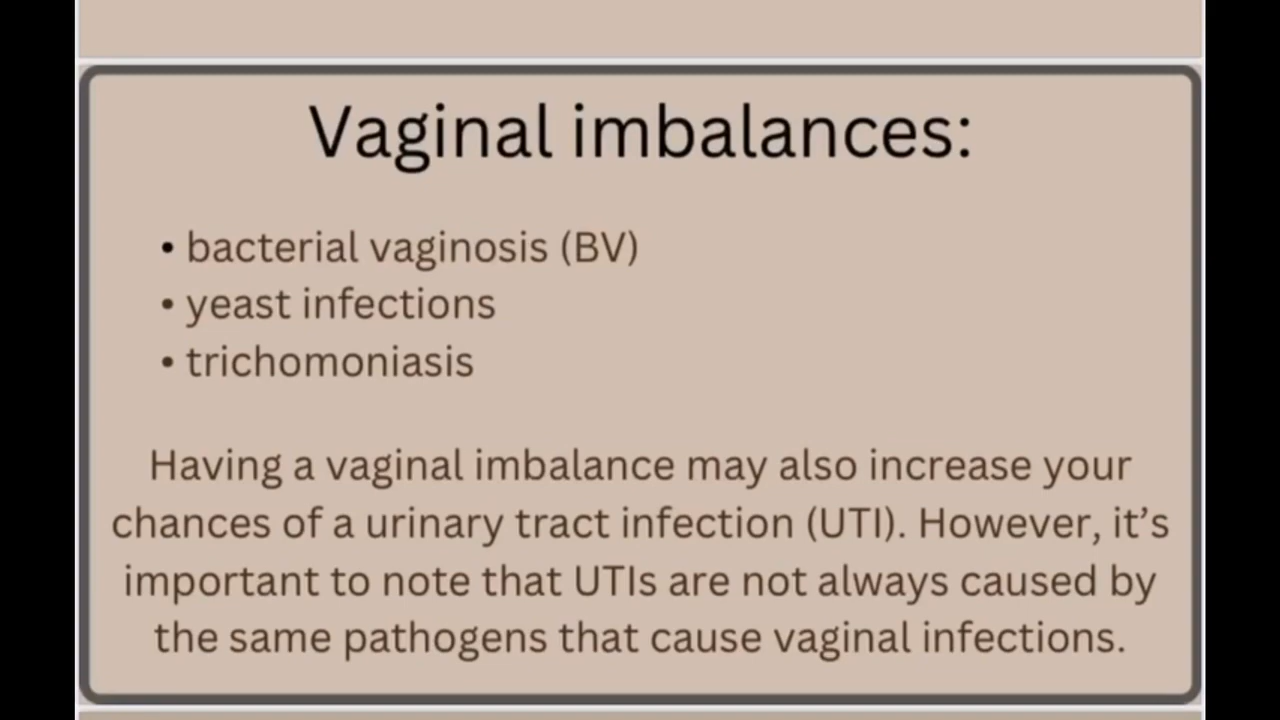 Vaginal imbalances:
• bacterial vaginosis (BV)
• yeast infections
• trichomoniasis
Having a vaginal imbalance may also increase your
chances of a urinary tract infection (UTI). However, it’s
important to note that UTIs are not always caused by
the same pathogens that cause vaginal infections.